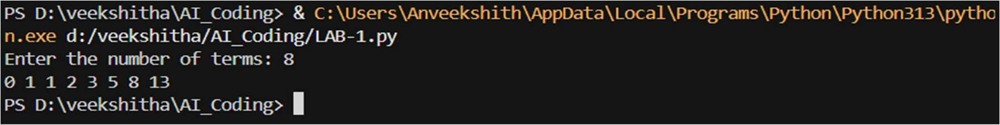 PS D:\veekshitha\AI_Coding> & C:\Users\Anveekshith\AppData\Local\Programs\Python\Python313\pytho
n.exe d:/veekshitha/AI_Coding/LAB-1.py
Enter the number of terms: 8
0 1 1 2 3 5 8 13
PS D:\veekshitha\AI_Coding>